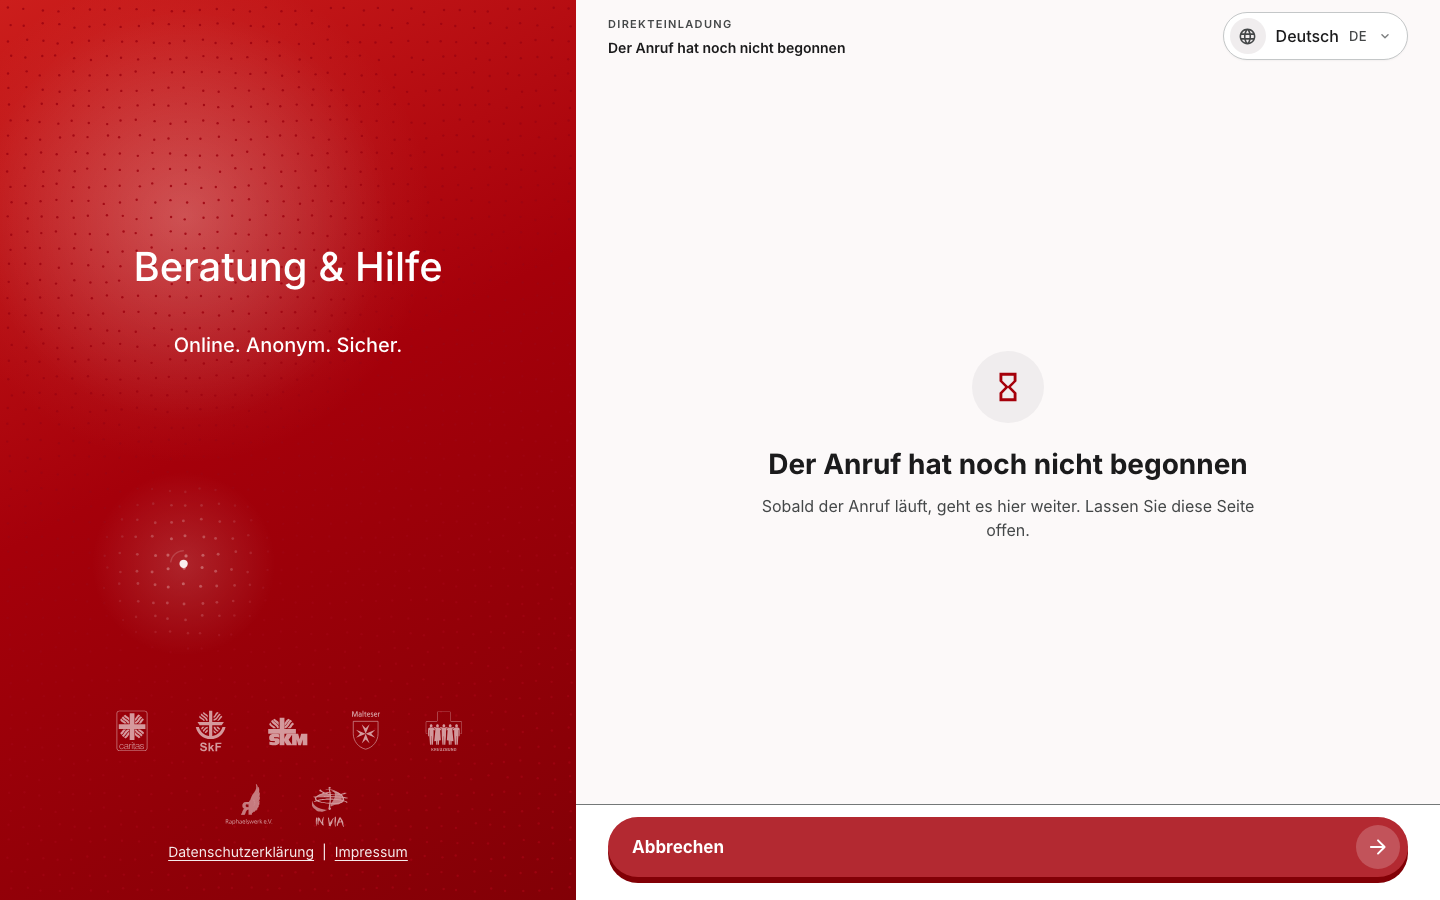 Beratung & Hilfe
Online. Anonym. Sicher.
caritas
SkF
SKM
Malteser
KREUZBUND
Raphaelswerk e.V.
IN VIA
Datenschutzerklärung | Impressum
DIREKTEINLADUNG
Der Anruf hat noch nicht begonnen
Deutsch DE
Der Anruf hat noch nicht begonnen
Sobald der Anruf läuft, geht es hier weiter. Lassen Sie diese Seite
offen.
Abbrechen